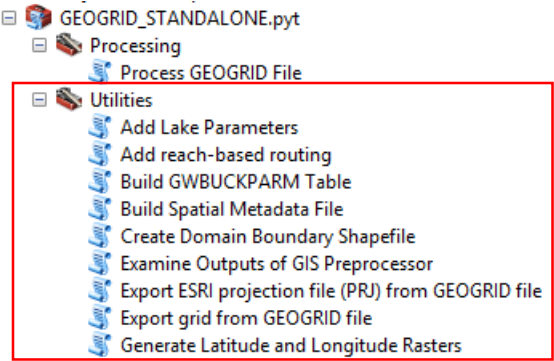 GEOGRID_STANDALONE.pyt
Processing
Process GEOGRID File
Utilities
Add Lake Parameters
Add reach-based routing
Build GWBUCKPARM Table
Build Spatial Metadata File
Create Domain Boundary Shapefile
Examine Outputs of GIS Preprocessor
Export ESRI projection file (PRJ) from GEOGRID file
Export grid from GEOGRID file
Generate Latitude and Longitude Rasters